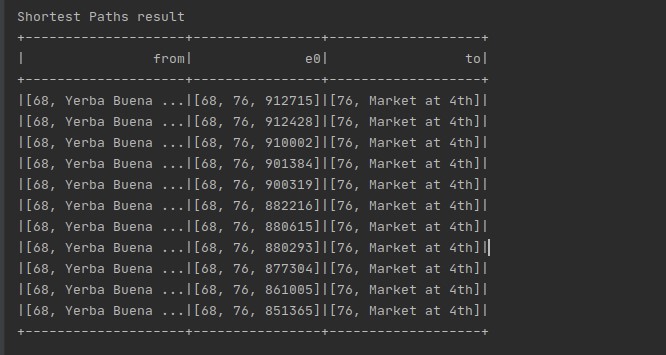 Shortest Paths result
+--------------------+----------------+-------------------+
|                from|              e0|                 to|
+--------------------+----------------+-------------------+
|[68, Yerba Buena ...|[68, 76, 912715]|[76, Market at 4th]|
|[68, Yerba Buena ...|[68, 76, 912428]|[76, Market at 4th]|
|[68, Yerba Buena ...|[68, 76, 910002]|[76, Market at 4th]|
|[68, Yerba Buena ...|[68, 76, 901384]|[76, Market at 4th]|
|[68, Yerba Buena ...|[68, 76, 900319]|[76, Market at 4th]|
|[68, Yerba Buena ...|[68, 76, 882216]|[76, Market at 4th]|
|[68, Yerba Buena ...|[68, 76, 880615]|[76, Market at 4th]|
|[68, Yerba Buena ...|[68, 76, 880293]|[76, Market at 4th]|
|[68, Yerba Buena ...|[68, 76, 877304]|[76, Market at 4th]|
|[68, Yerba Buena ...|[68, 76, 861005]|[76, Market at 4th]|
|[68, Yerba Buena ...|[68, 76, 851365]|[76, Market at 4th]|
+--------------------+----------------+-------------------+